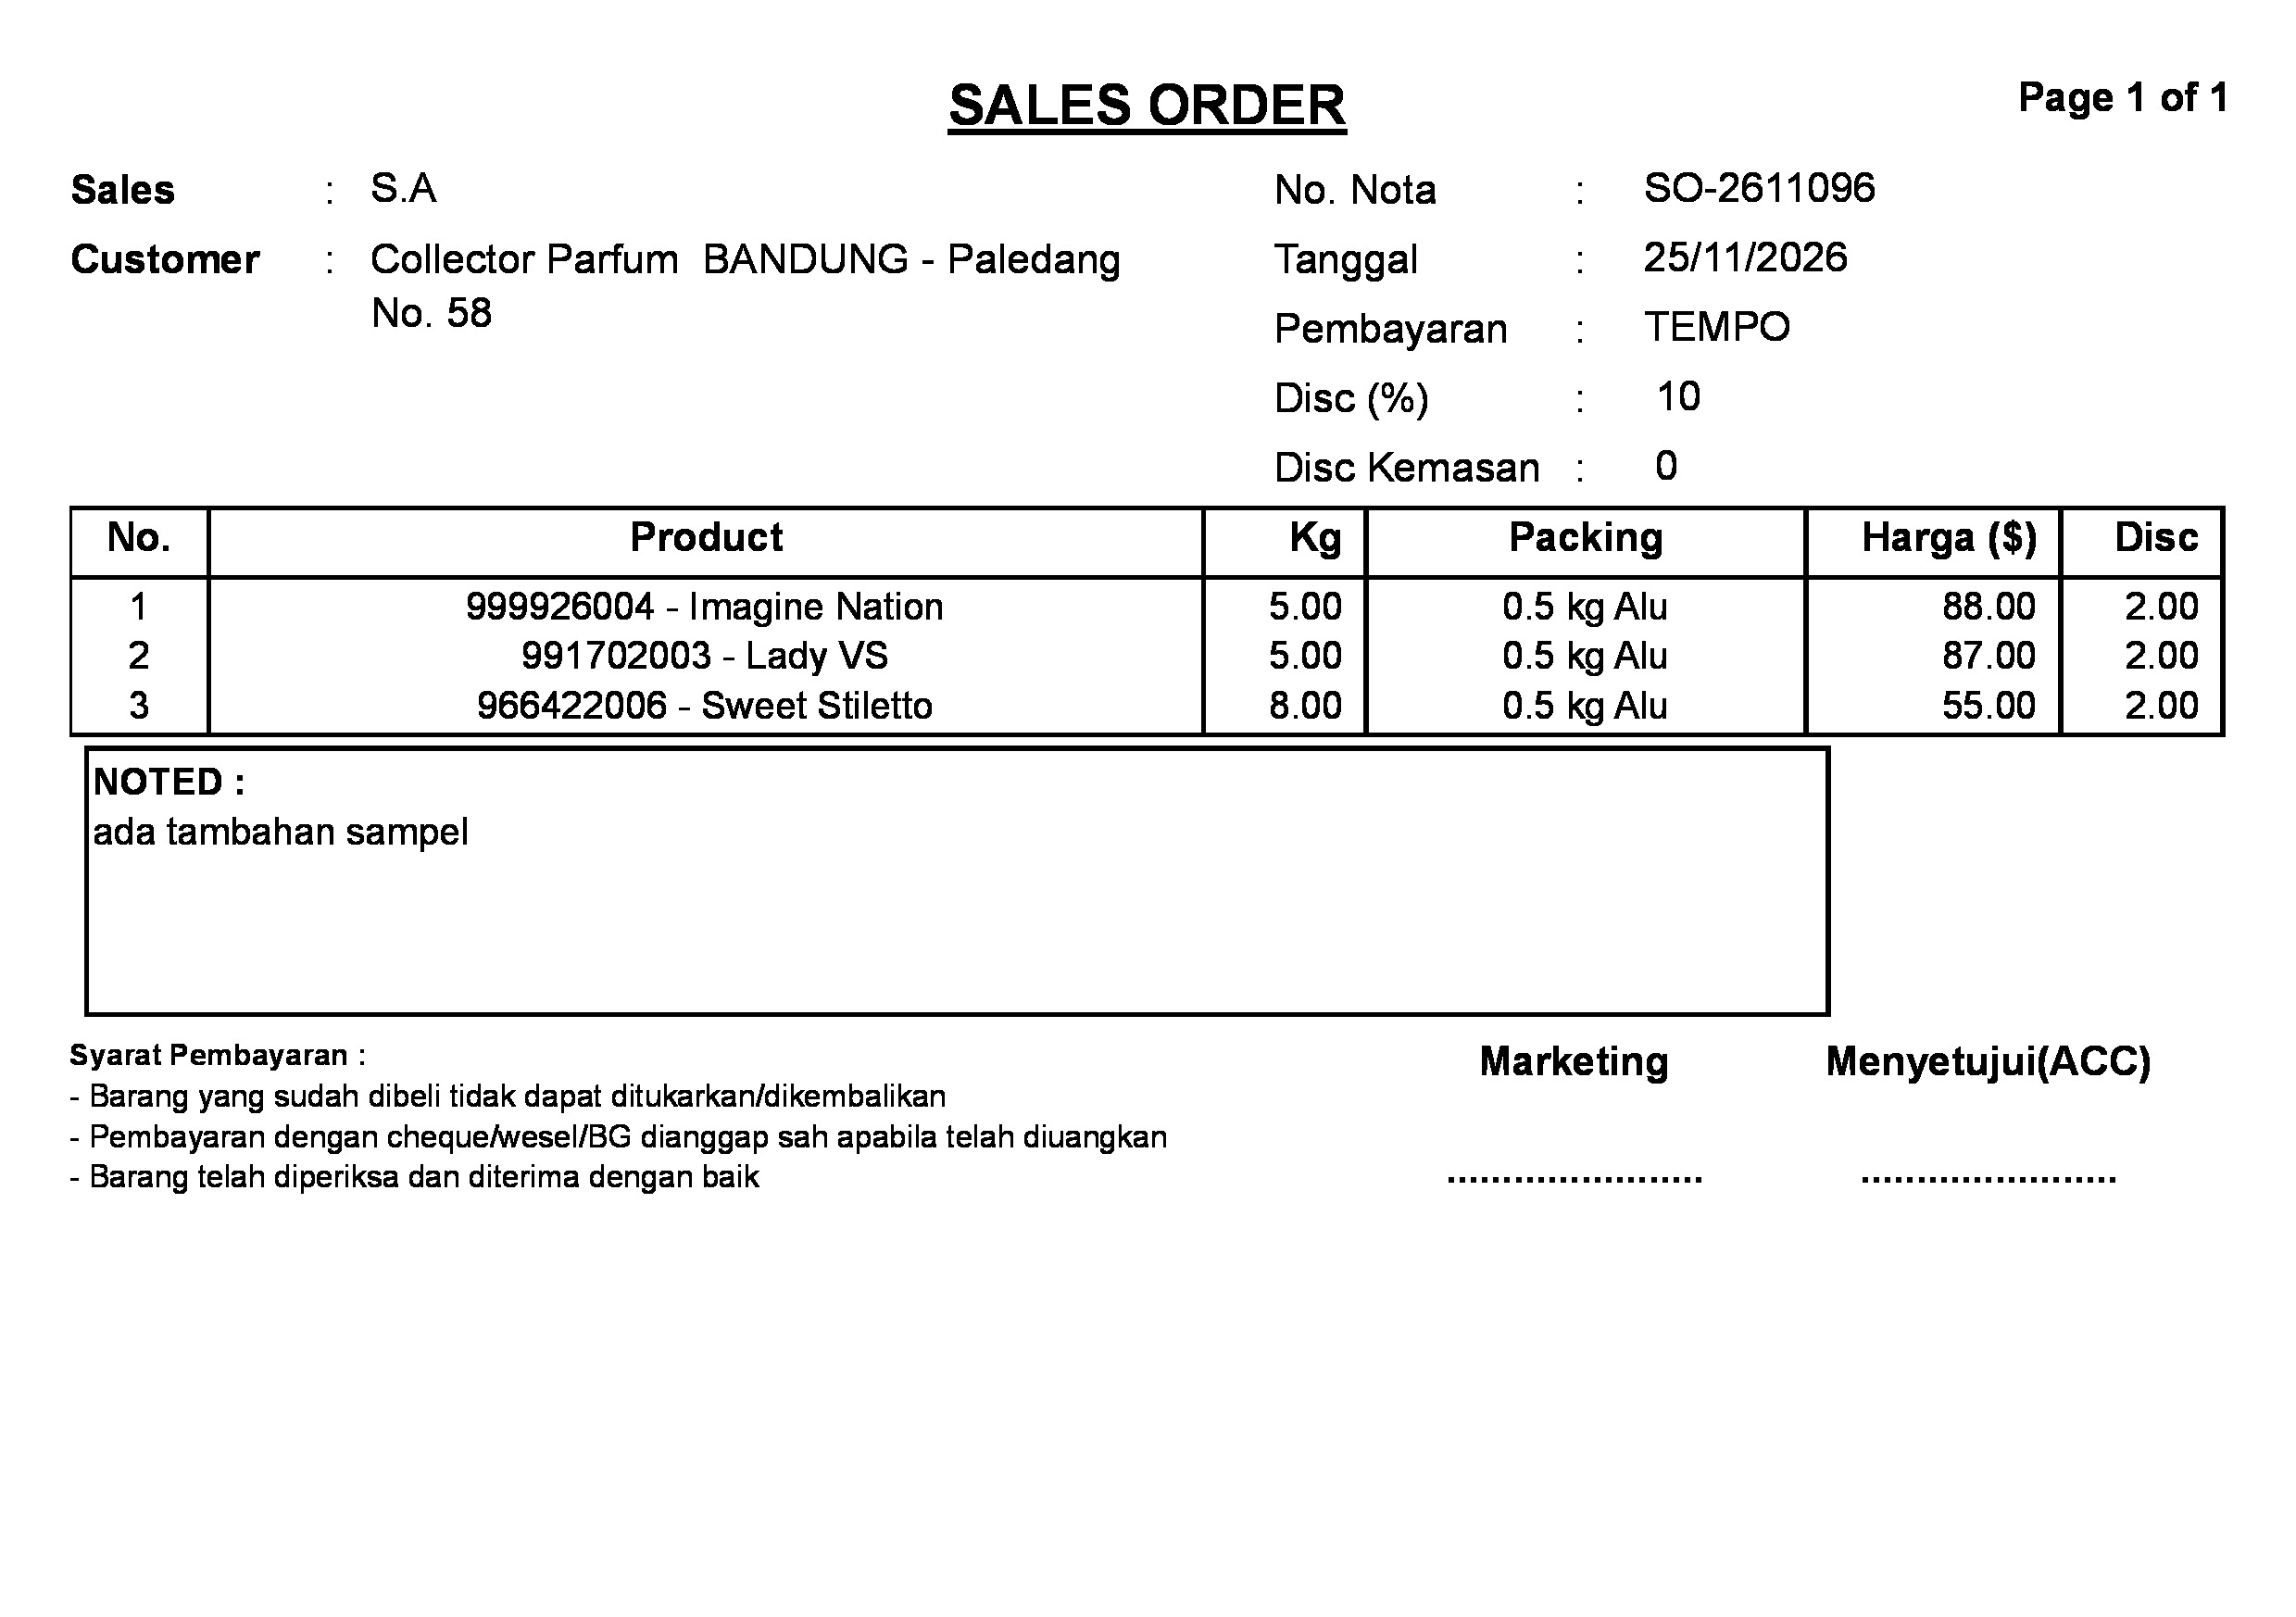 SALES ORDER
Page 1 of 1
Sales : S.A
No. Nota : SO-2611096
Customer : Collector Parfum BANDUNG - Paledang
No. 58
Tanggal : 25/11/2026
Pembayaran : TEMPO
Disc (%) : 10
Disc Kemasan : 0
No. Product Kg Packing Harga ($) Disc
1 999926004 - Imagine Nation 5.00 0.5 kg Alu 88.00 2.00
2 991702003 - Lady VS 5.00 0.5 kg Alu 87.00 2.00
3 966422006 - Sweet Stiletto 8.00 0.5 kg Alu 55.00 2.00
NOTED :
ada tambahan sampel
Syarat Pembayaran :
- Barang yang sudah dibeli tidak dapat ditukarkan/dikembalikan
- Pembayaran dengan cheque/wesel/BG dianggap sah apabila telah diuangkan
- Barang telah diperiksa dan diterima dengan baik
Marketing Menyetujui(ACC)
....................... .......................